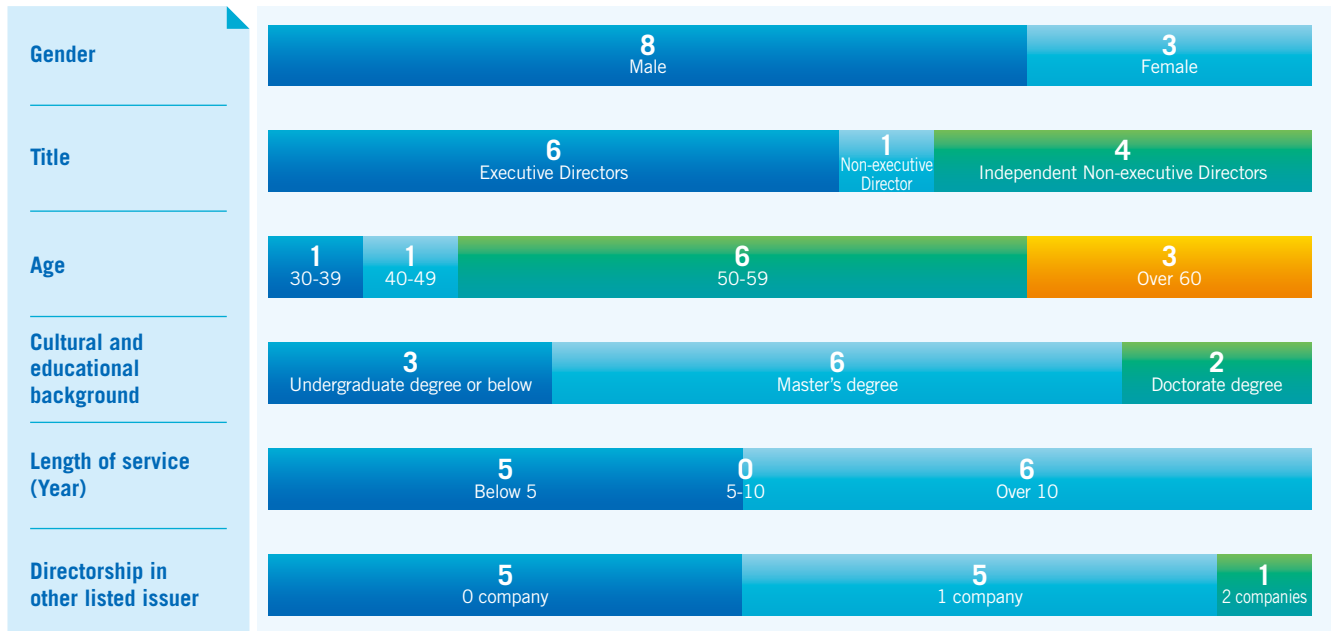 Gender
8
Male
3
Female
Title
6
Executive Directors
1
Non-executive
Director
4
Independent Non-executive Directors
Age
1
30-39
1
40-49
6
50-59
3
Over 60
Cultural and
educational
background
3
Undergraduate degree or below
6
Master's degree
2
Doctorate degree
Length of service
(Year)
5
Below 5
0
5-10
6
Over 10
Directorship in
other listed issuer
5
0 company
5
1 company
1
2 companies